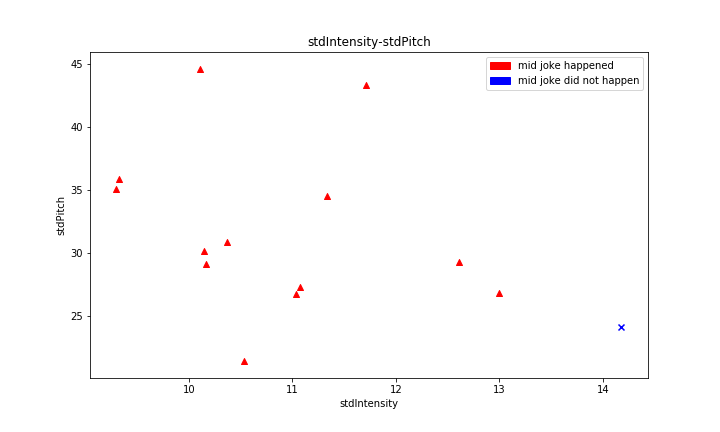 stdIntensity-stdPitch
mid joke happened
mid joke did not happen
45
40
35
30
25
stdPitch
10
11
12
13
14
stdIntensity